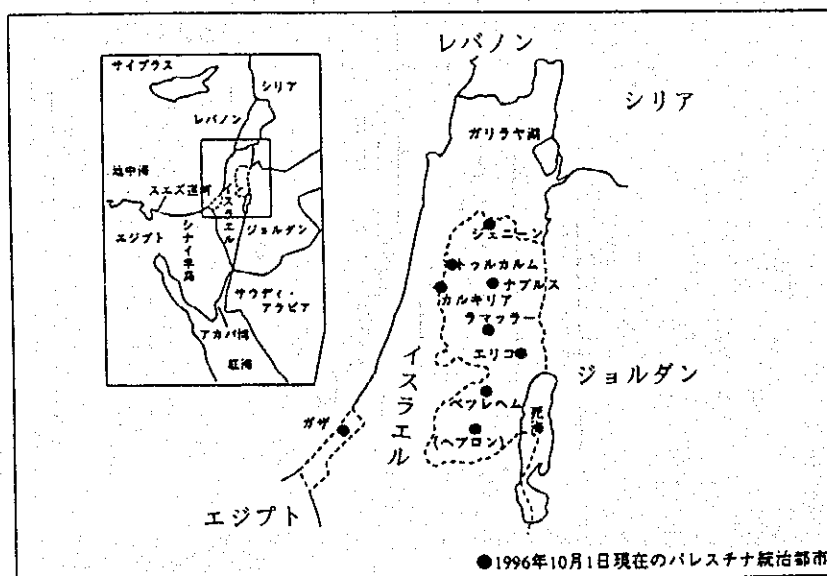 レバノン
シリア
ガリラヤ湖
ジェニーン
トゥルカルム
ナブルス
カルキリア
ラマッラー
エリコ
イスラエル
ジョルダン
ベツレヘム
死海
(ヘブロン)
ガザ
エジプト
●1996年10月1日現在のパレスチナ統治都市
サイプラス
シリア
レバノン
地中海
スエズ運河
イスラエル
エジプト
シナイ半島
ジョルダン
サウディ・
アラビア
アカバ湾
紅海